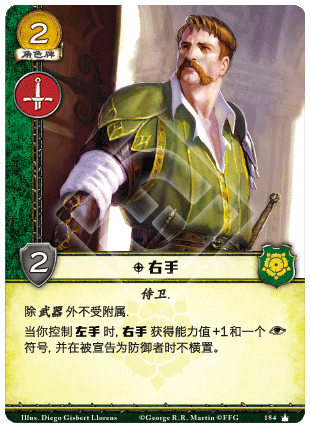 2
角色牌
2
右手
侍卫.
除 武器 外不受附属.
当你控制 左手 时, 右手 获得能力值+1和一个
符号, 并在被宣告为防御者时不横置.
Illus. Diego Gisbert Llorens ©George R.R. Martin ©FFG 184